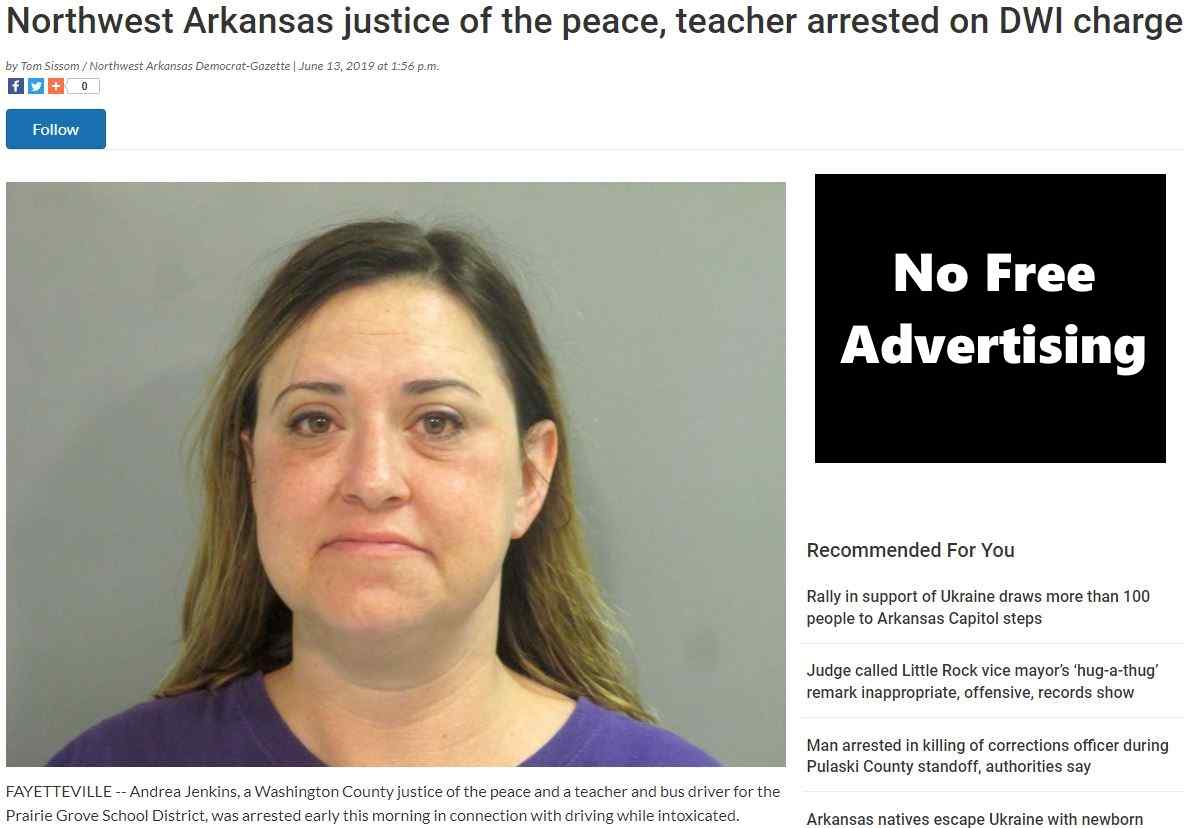 Northwest Arkansas justice of the peace, teacher arrested on DWI charge
by Tom Sissom / Northwest Arkansas Democrat-Gazette | June 13, 2019 at 1:56 p.m.
f + 0
Follow
No Free
Advertising
FAYETTEVILLE -- Andrea Jenkins, a Washington County justice of the peace and a teacher and bus driver for the
Prairie Grove School District, was arrested early this morning in connection with driving while intoxicated.
Recommended For You
Rally in support of Ukraine draws more than 100
people to Arkansas Capitol steps
Judge called Little Rock vice mayor’s ‘hug-a-thug’
remark inappropriate, offensive, records show
Man arrested in killing of corrections officer during
Pulaski County standoff, authorities say
Arkansas natives escape Ukraine with newborn